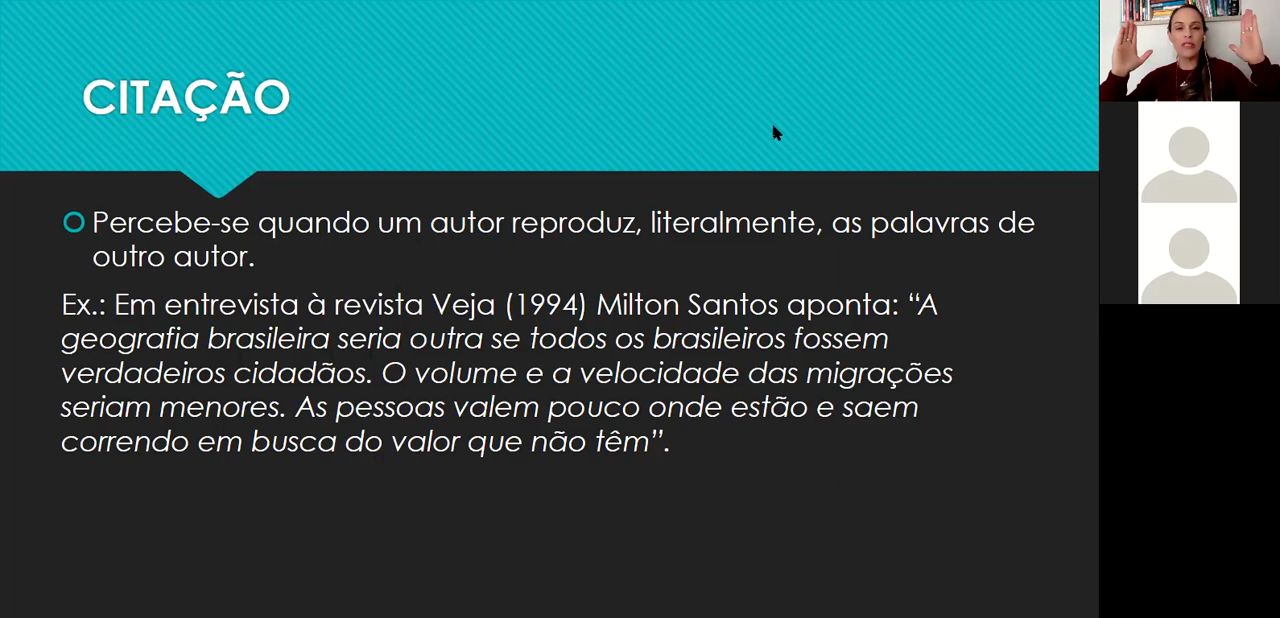 CITAÇÃO
Percebe-se quando um autor reproduz, literalmente, as palavras de
outro autor.
Ex.: Em entrevista à revista Veja (1994) Milton Santos aponta: “A
geografia brasileira seria outra se todos os brasileiros fossem
verdadeiros cidadãos. O volume e a velocidade das migrações
seriam menores. As pessoas valem pouco onde estão e saem
correndo em busca do valor que não têm”.